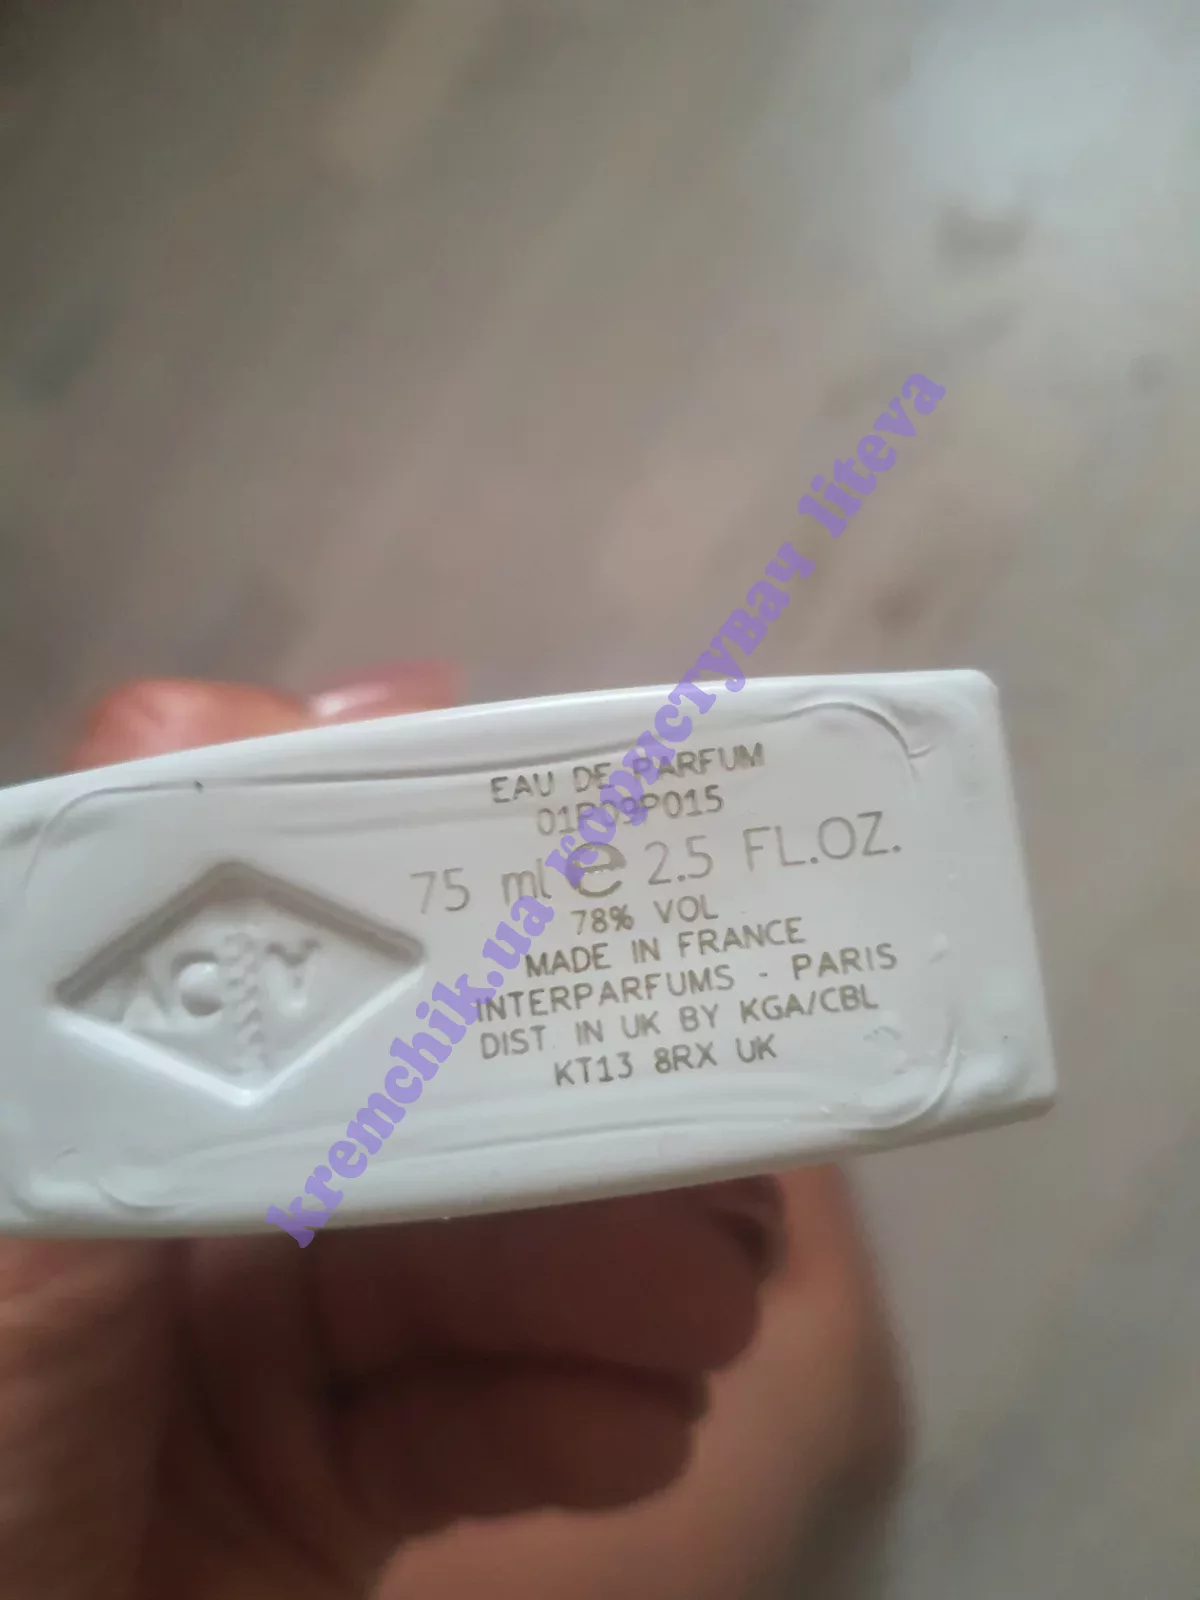 EAU DE PARFUM
01P09P015
75 ml e 2.5 FL.OZ.
78% VOL
MADE IN FRANCE
INTERPARFUMS - PARIS
DIST. IN UK BY KGA/CBL
KT13 8RX UK
kremchik.ua користувач liteva